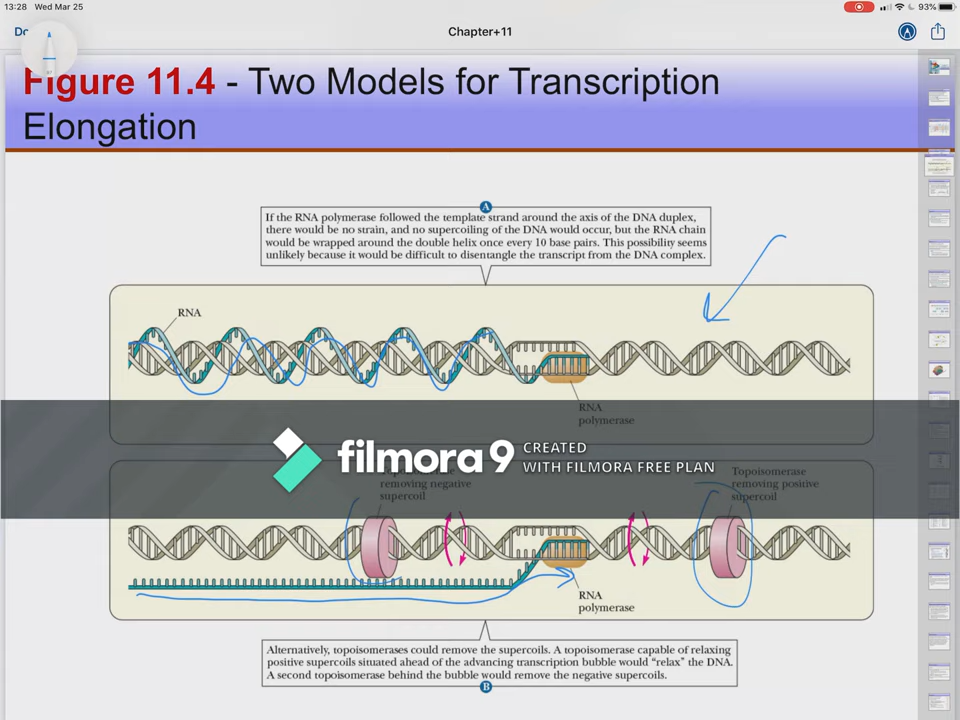 13:28 Wed Mar 25
93%
Chapter+11
Figure 11.4 - Two Models for Transcription
Elongation
A
If the RNA polymerase followed the template strand around the axis of the DNA duplex,
there would be no strain, and no supercoiling of the DNA would occur, but the RNA chain
would be wrapped around the double helix once every 10 base pairs. This possibility seems
unlikely because it would be difficult to disentangle the transcript from the DNA complex.
RNA
RNA
polymerase
filmora 9 CREATED
WITH FILMORA FREE PLAN
Topoisomerase
removing negative
supercoil
Topoisomerase
removing positive
supercoil
RNA
polymerase
Alternatively, topoisomerases could remove the supercoils. A topoisomerase capable of relaxing
positive supercoils situated ahead of the advancing transcription bubble would “relax” the DNA.
A second topoisomerase behind the bubble would remove the negative supercoils.
B